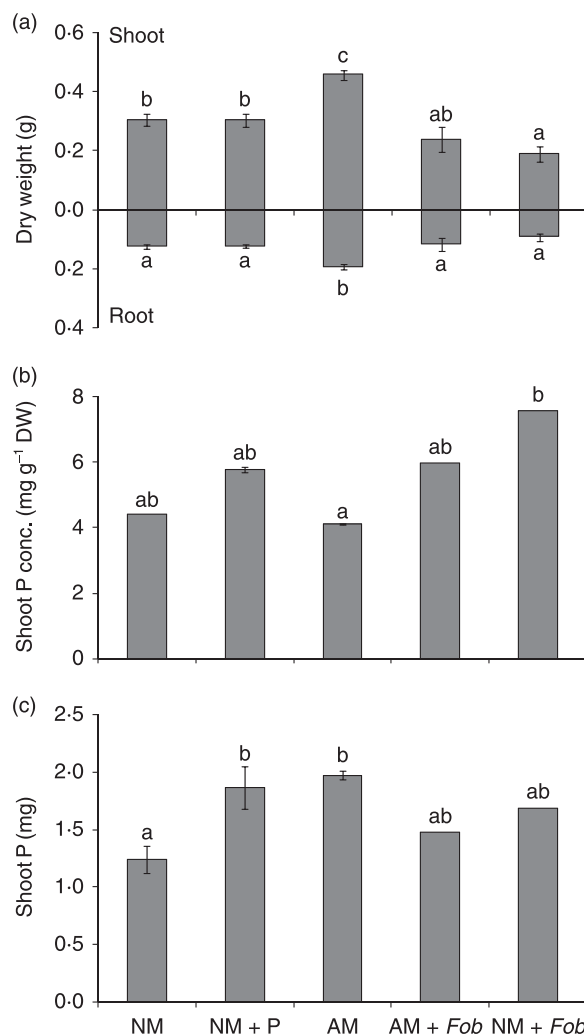 (a)
0·6
Shoot
c
b
b
ab
a
0·4
0·2
0·0
0·2
0·4
Dry weight (g)
a
a
b
a
a
Root
(b)
8
6
4
2
0
Shoot P conc. (mg g⁻¹ DW)
ab
ab
a
ab
b
(c)
2·5
2·0
1·5
1·0
0·5
0·0
Shoot P (mg)
a
b
b
ab
ab
NM NM + P AM AM + Fob NM + Fob